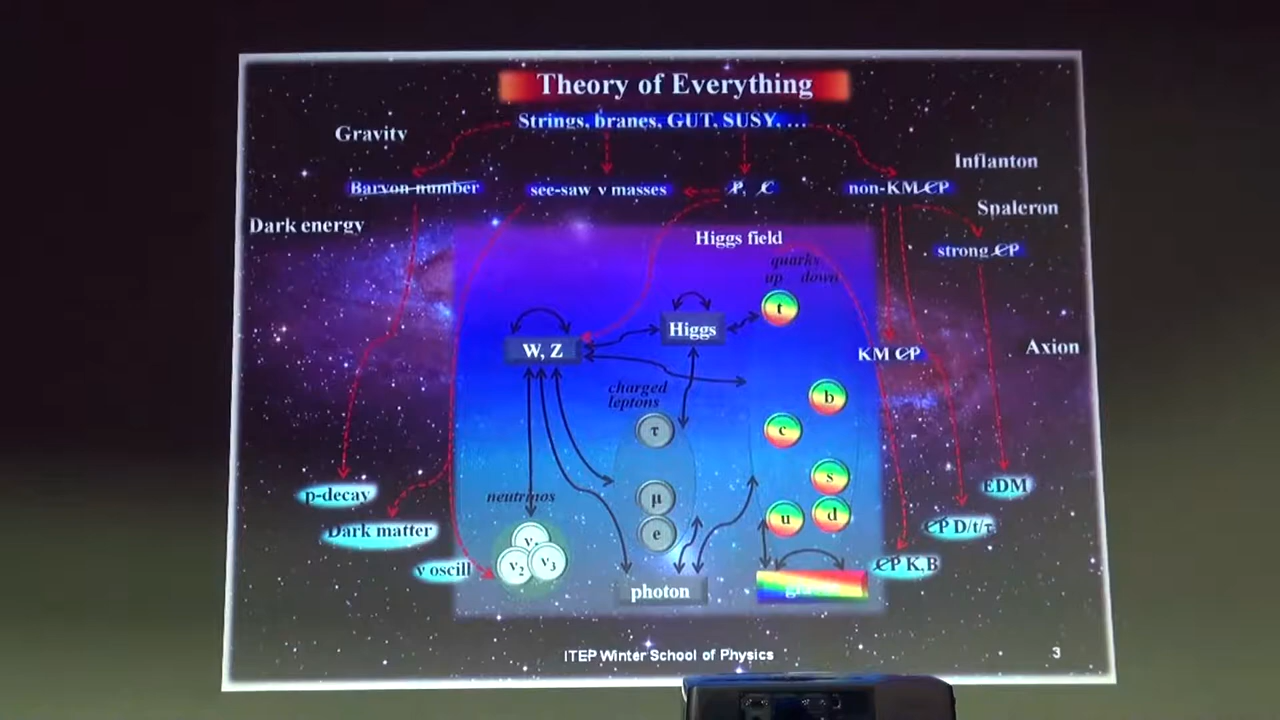 Theory of Everything
Strings, branes, GUT, SUSY, …
Gravity
Inflanton
Baryon number
see-saw ν masses
P, C
non-KM CP
Spaleron
Dark energy
Higgs field
strong CP
quarks
up down
t
Higgs
W, Z
KM CP
Axion
charged
leptons
b
τ
c
s
EDM
p-decay
neutrinos
μ
u
d
CP D/t/τ
Dark matter
e
ν
ν2
ν3
ν oscill
CP K,B
photon
ITEP Winter School of Physics
3